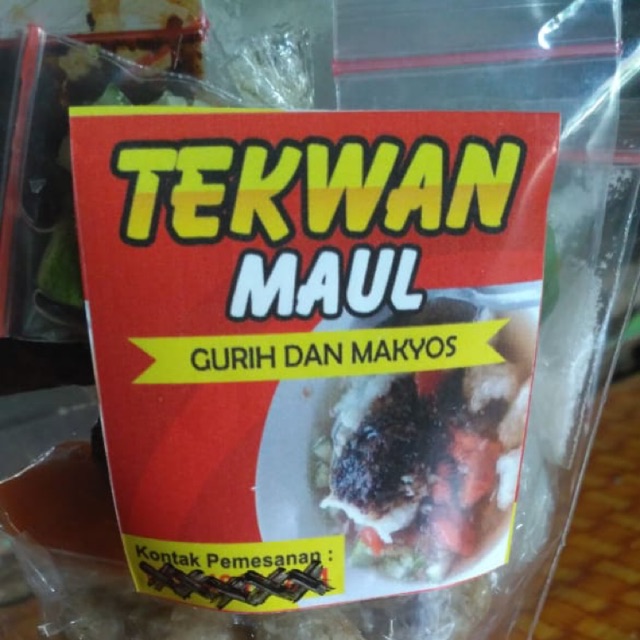 TEKWAN
MAUL
GURIH DAN MAKYOS
Kontak Pemesanan :